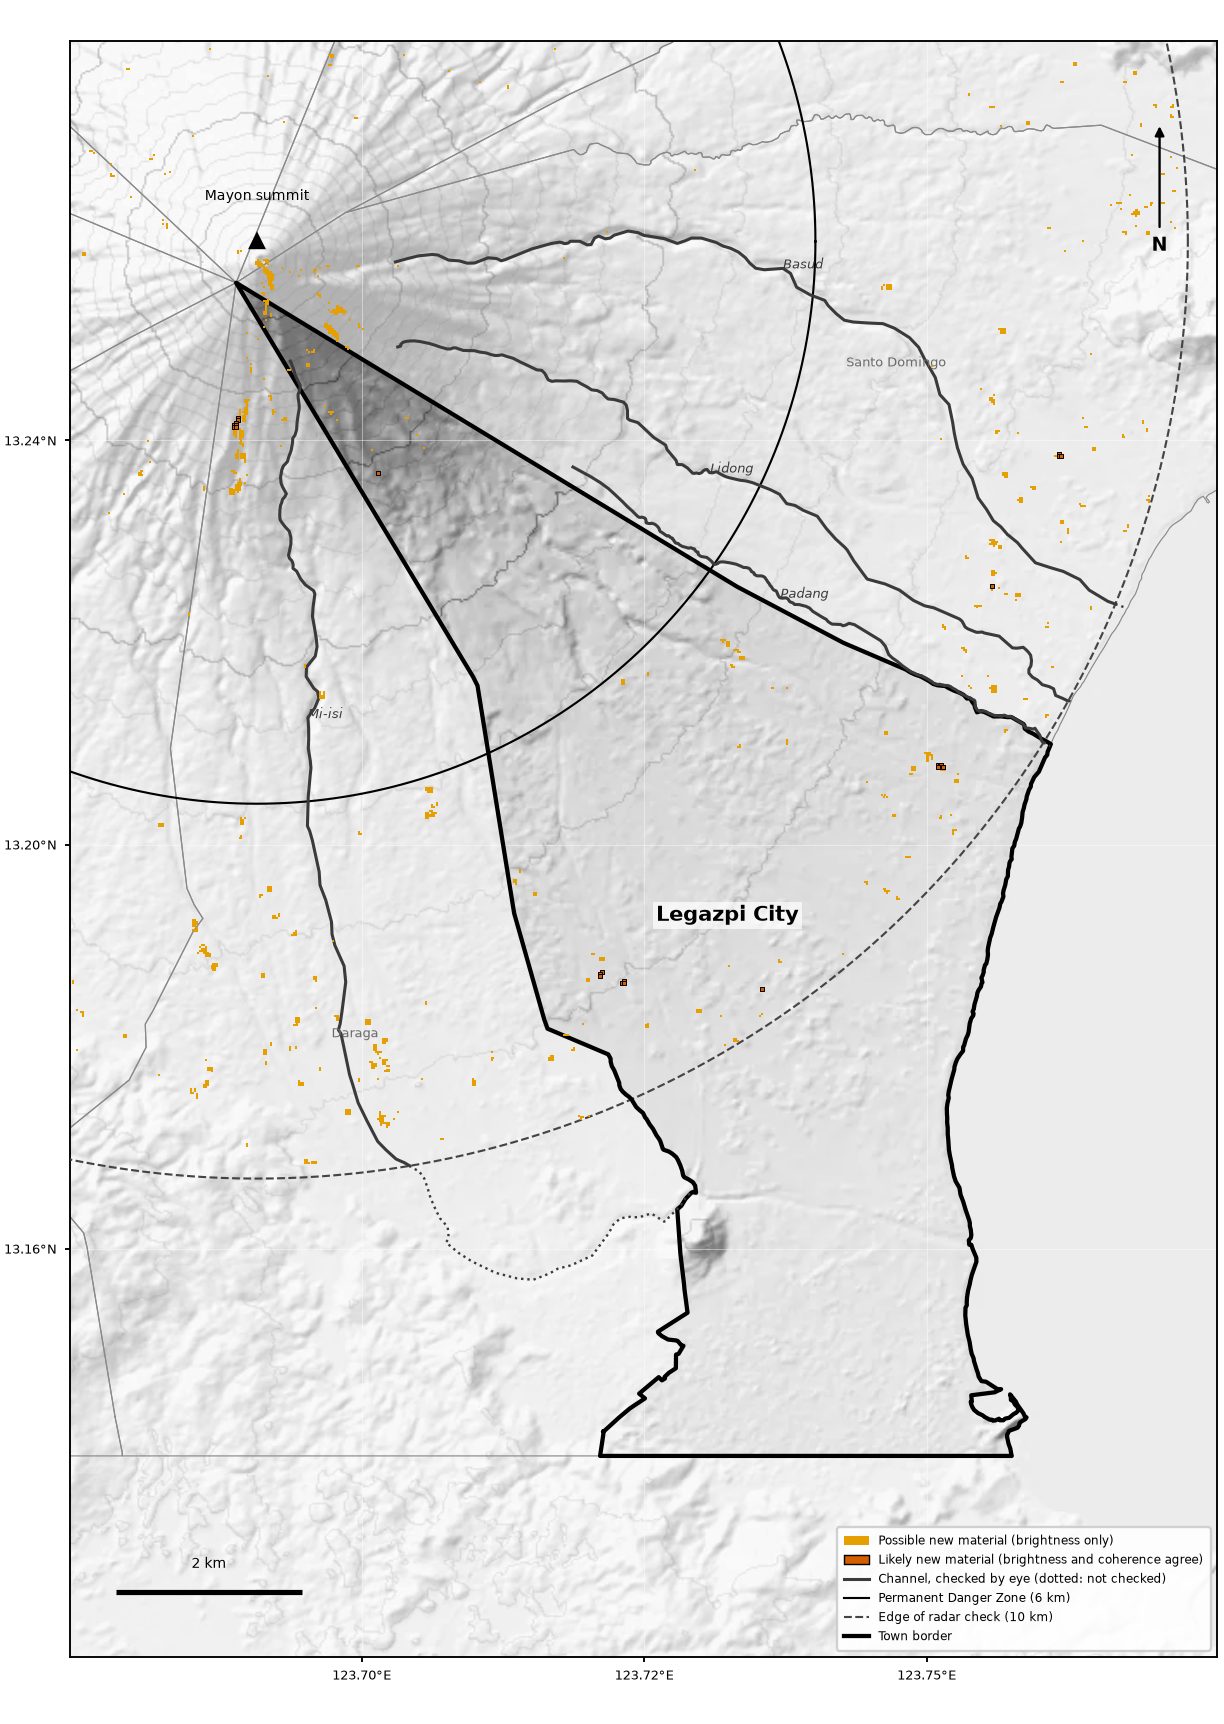 Mayon summit
N
Basud
Santo Domingo
13.24°N
Lidong
Padang
Mi-isi
13.20°N
Legazpi City
Daraga
13.16°N
2 km
Possible new material (brightness only)
Likely new material (brightness and coherence agree)
Channel, checked by eye (dotted: not checked)
Permanent Danger Zone (6 km)
Edge of radar check (10 km)
Town border
123.70°E
123.72°E
123.75°E